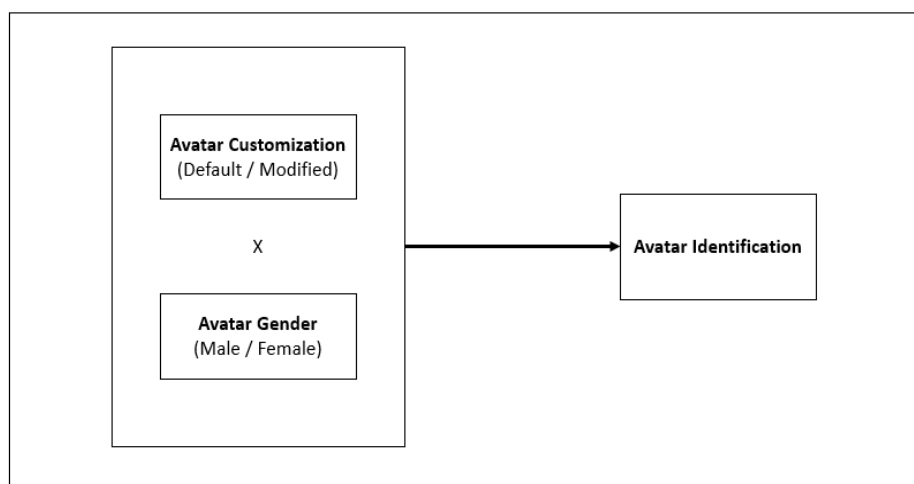 Avatar Customization
(Default / Modified)
X
Avatar Gender
(Male / Female)
Avatar Identification